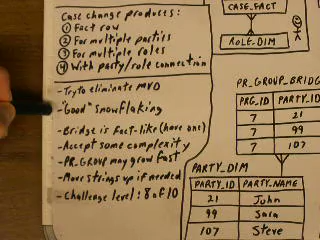 Case change produces:
① Fact row
② For multiple parties
③ For multiple roles
④ With party/role connection
- Try to eliminate MVD
- "Good" snowflaking
- Bridge is fact-like (have one)
- Accept some complexity
- PR_GROUP may grow fast
- Move strings up if needed
- Challenge level: 8 of 10
CASE_FACT
ROLE_DIM
PR_GROUP_BRIDG
PRG_ID PARTY_ID
7 21
7 99
7 107
PARTY_DIM
PARTY_ID PARTY_NAME
21 John
99 Sara
107 Steve